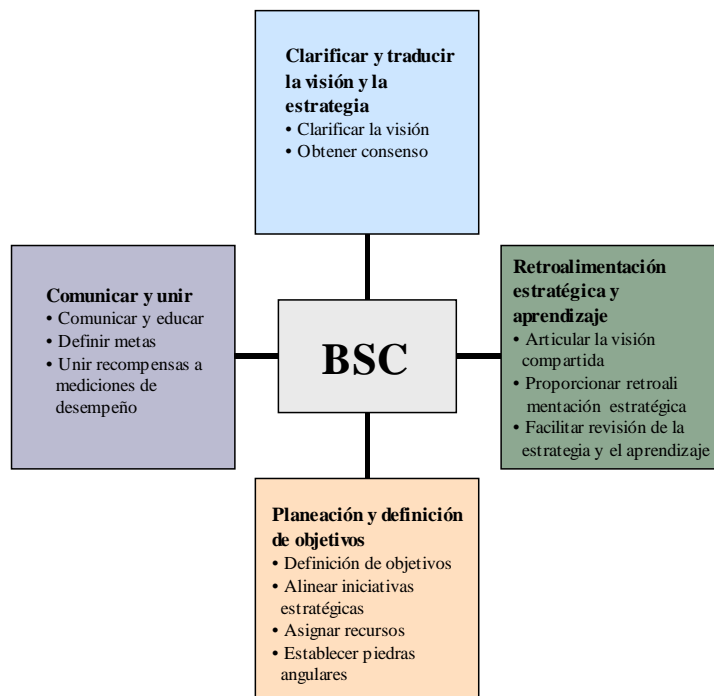 Clarificar y traducir
la visión y la
estrategia
• Clarificar la visión
• Obtener consenso
Comunicar y unir
• Comunicar y educar
• Definir metas
• Unir recompensas a
mediciones de
desempeño
BSC
Retroalimentación
estratégica y
aprendizaje
• Articular la visión
compartida
• Proporcionar retroali
mentación estratégica
• Facilitar revisión de la
estrategia y el aprendizaje
Planeación y definición
de objetivos
• Definición de objetivos
• Alinear iniciativas
estratégicas
• Asignar recursos
• Establecer piedras
angulares